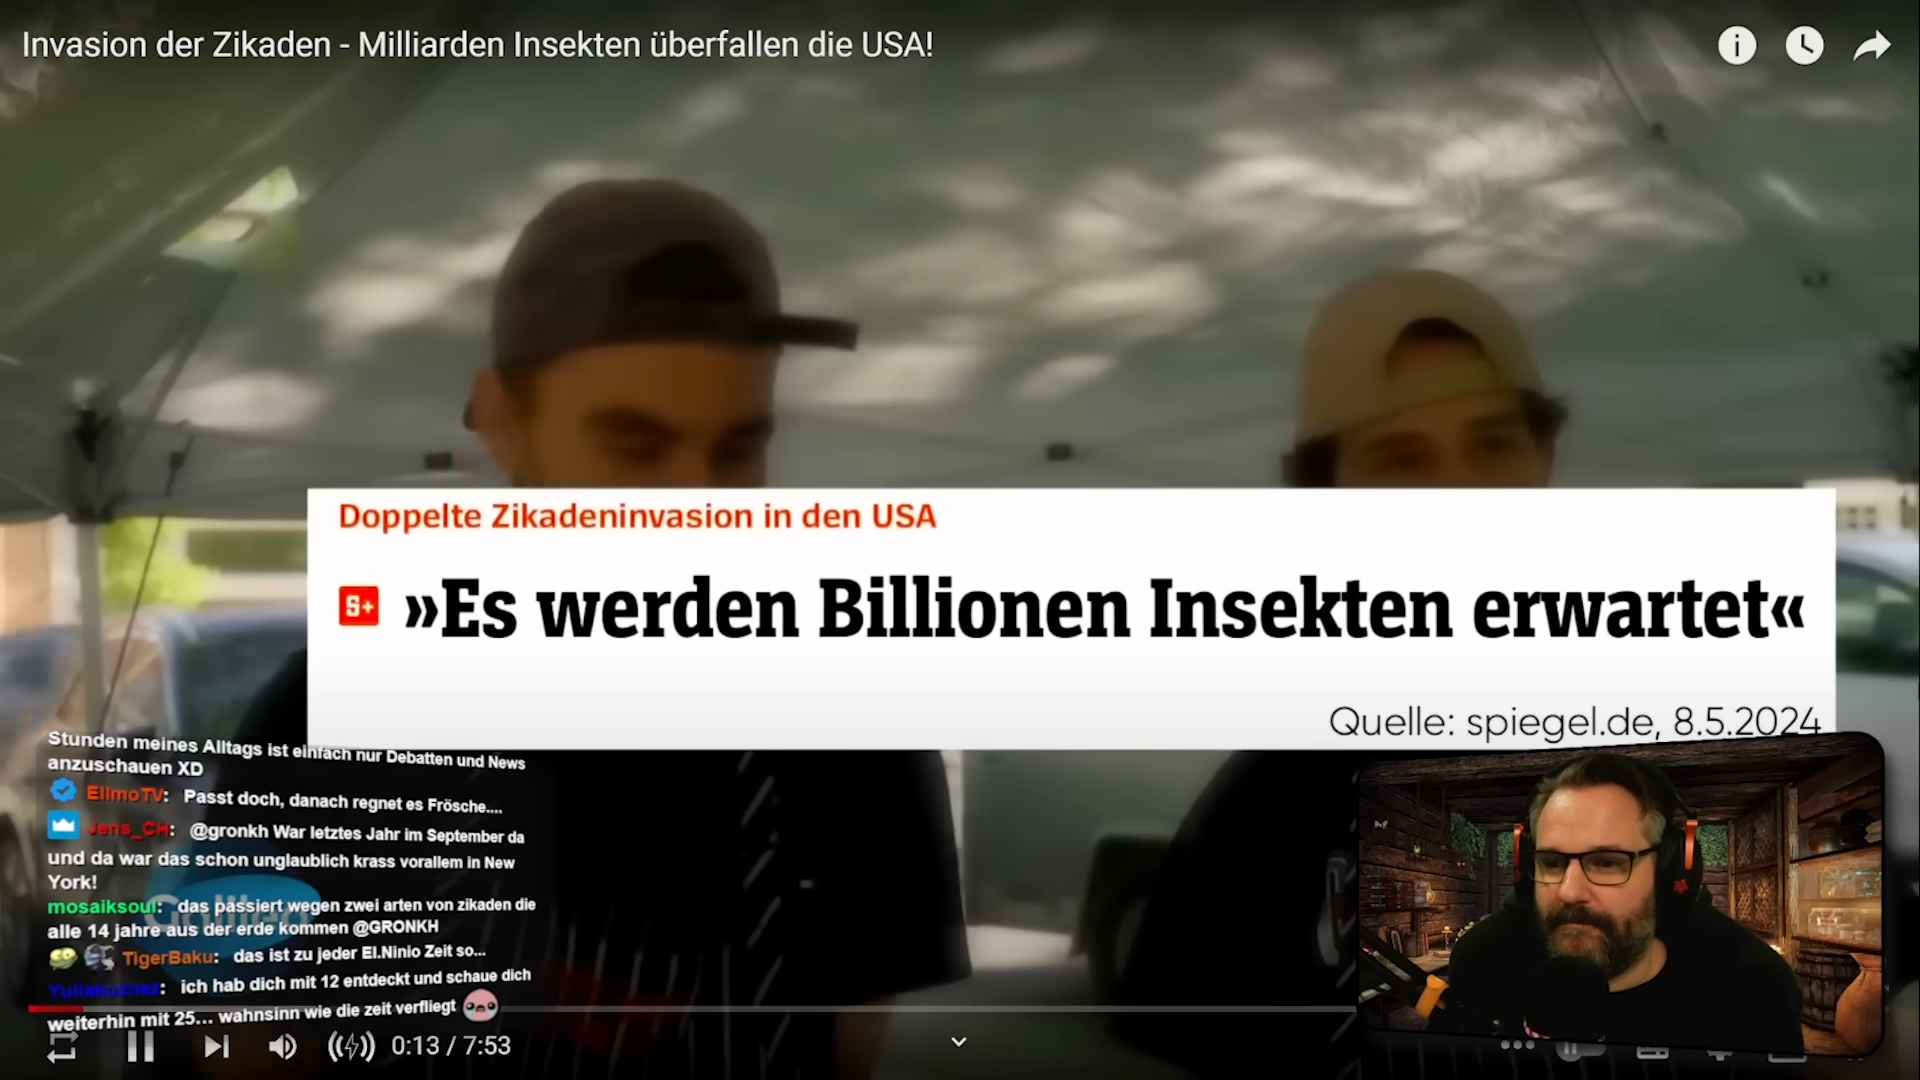 Invasion der Zikaden - Milliarden Insekten überfallen die USA!
Doppelte Zikadeninvasion in den USA
S+ »Es werden Billionen Insekten erwartet«
Quelle: spiegel.de, 8.5.2024
Stunden meines Alltags ist einfach nur Debatten und News
anzuschauen XD
EllmoTV: Passt doch, danach regnet es Frösche....
Jens_CH: @gronkh War letztes Jahr im September da
und da war das schon unglaublich krass vorallem in New
York!
mosaiksoul: das passiert wegen zwei arten von zikaden die
alle 14 jahre aus der erde kommen @GRONKH
Galileo
TigerBaku: das ist zu jeder El.Ninio Zeit so...
ich hab dich mit 12 entdeckt und schaue dich
weiterhin mit 25... wahnsinn wie die zeit verfliegt
0:13 / 7:53